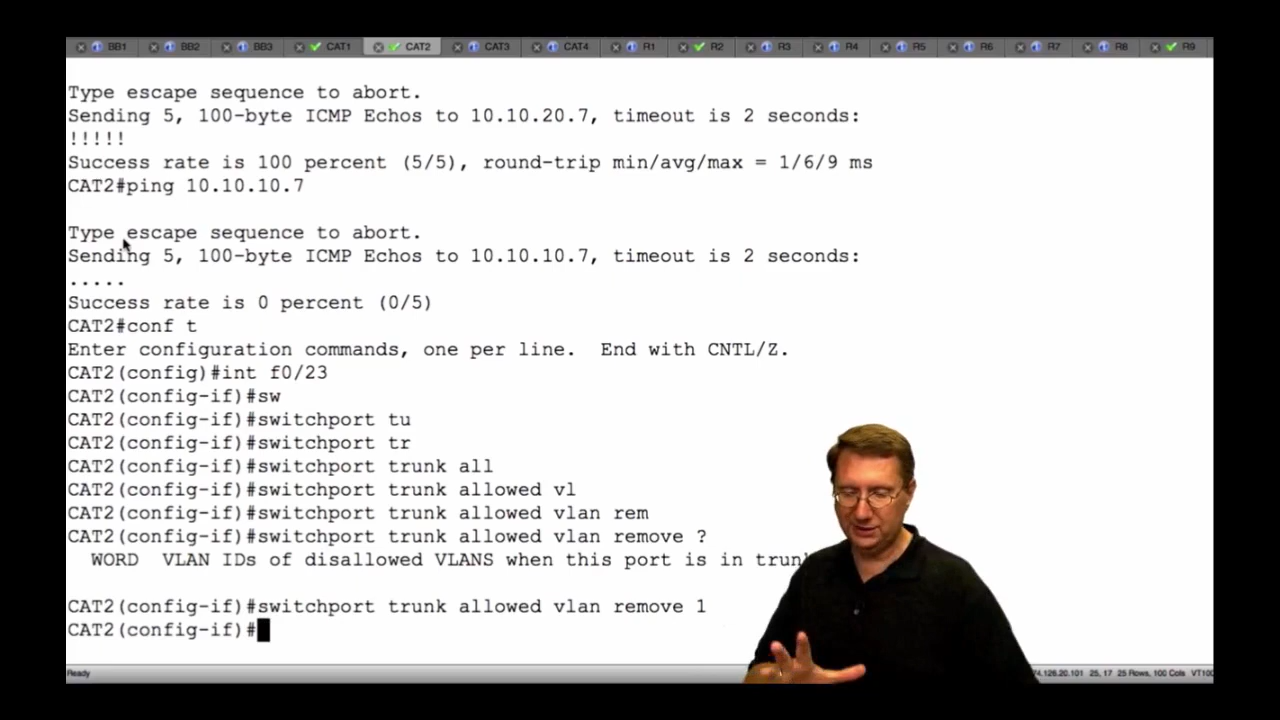 BB1 BB2 BB3 CAT1 CAT2 CAT3 CAT4 R1 R2 R3 R4 R5 R6 R7 R8 R9
Type escape sequence to abort.
Sending 5, 100-byte ICMP Echos to 10.10.20.7, timeout is 2 seconds:
!!!!!
Success rate is 100 percent (5/5), round-trip min/avg/max = 1/6/9 ms
CAT2#ping 10.10.10.7
Type escape sequence to abort.
Sending 5, 100-byte ICMP Echos to 10.10.10.7, timeout is 2 seconds:
.....
Success rate is 0 percent (0/5)
CAT2#conf t
Enter configuration commands, one per line.  End with CNTL/Z.
CAT2(config)#int f0/23
CAT2(config-if)#sw
CAT2(config-if)#switchport tu
CAT2(config-if)#switchport tr
CAT2(config-if)#switchport trunk all
CAT2(config-if)#switchport trunk allowed vl
CAT2(config-if)#switchport trunk allowed vlan rem
CAT2(config-if)#switchport trunk allowed vlan remove ?
WORD  VLAN IDs of disallowed VLANS when this port is in
CAT2(config-if)#switchport trunk allowed vlan remove 1
CAT2(config-if)#
Ready 25, 17 25 Rows, 100 Cols